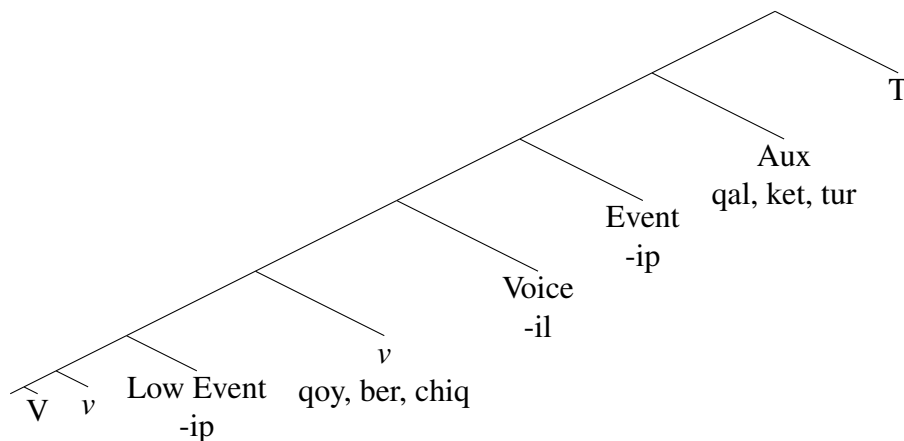 T
Aux
qal, ket, tur
Event
-ip
Voice
-il
v
qoy, ber, chiq
Low Event
-ip
v
V